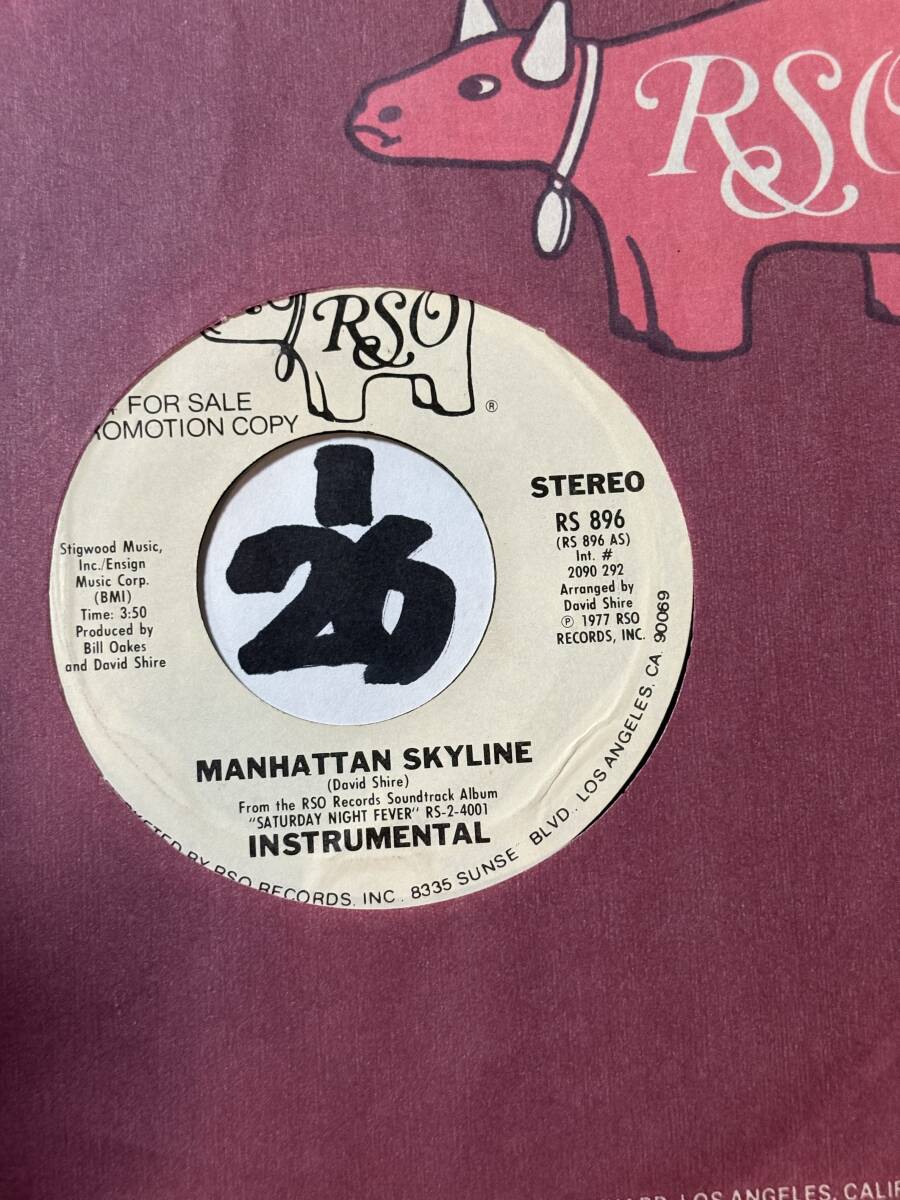 RSO
RSO
®
FOR SALE
PROMOTION COPY
STEREO
RS 896
(RS 896 AS)
Int. #
2090 292
Arranged by
David Shire
℗ 1977 RSO
RECORDS, INC.
Stigwood Music,
Inc./Ensign
Music Corp.
(BMI)
Time: 3:50
Produced by
Bill Oakes
and David Shire
26
MANHATTAN SKYLINE
(David Shire)
From the RSO Records Soundtrack Album
"SATURDAY NIGHT FEVER" RS-2-4001
INSTRUMENTAL
BY RSO RECORDS, INC. 8335 SUNSE BLVD. LOS ANGELES, CA. 90069
LOS ANGELES, CALIF